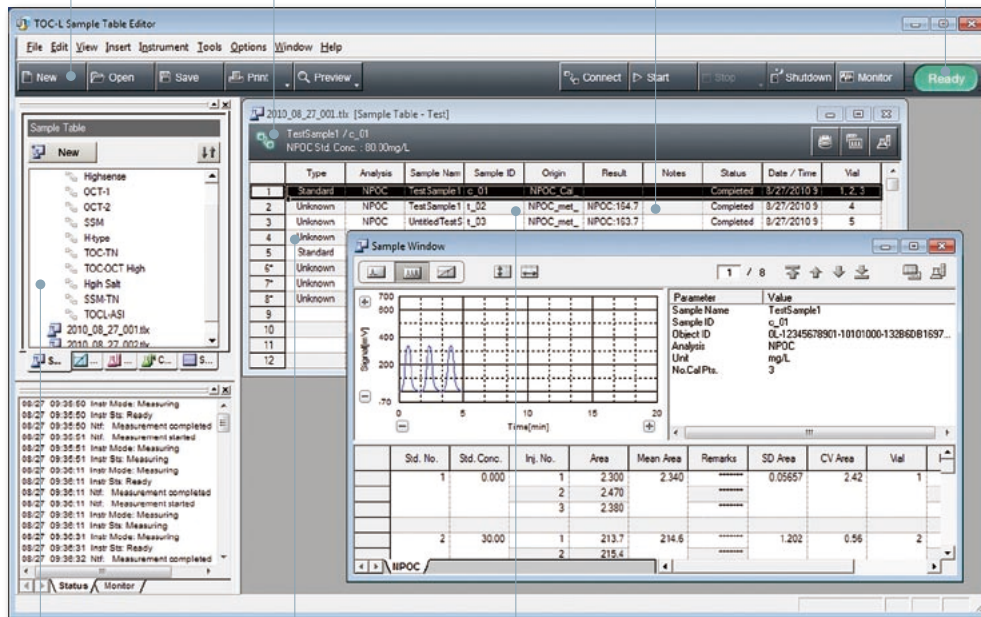 TOC-L Sample Table Editor
File Edit View Insert Instrument Tools Options Window Help
New Open Save Print Preview Connect Start Stop Shutdown Monitor Ready
Sample Table
New
Highsense
OCT-1
OCT-2
SSM
H-type
TOC-TN
TOC-OCT High
High Salt
SSM-TN
TOCL-ASI
2010_08_27_001.tlx
2010_08_27_002.tlx
S... ... ... C... S...
08/27 09:35:50 Instr Mode: Measuring
08/27 09:35:50 Instr Sts: Ready
08/27 09:35:50 Ntf: Measurement completed
08/27 09:35:51 Ntf: Measurement started
08/27 09:35:51 Instr Mode: Measuring
08/27 09:35:51 Instr Sts: Measuring
08/27 09:36:11 Instr Mode: Measuring
08/27 09:36:11 Instr Sts: Ready
08/27 09:36:11 Ntf: Measurement completed
08/27 09:36:11 Ntf: Measurement started
08/27 09:36:11 Instr Mode: Measuring
08/27 09:36:11 Instr Sts: Measuring
08/27 09:36:31 Instr Mode: Measuring
08/27 09:36:31 Instr Sts: Ready
08/27 09:36:32 Ntf: Measurement completed
Status Monitor
2010_08_27_001.tlx [Sample Table - Test]
TestSample1 / c_01
NPOC Std. Conc. : 80.00mg/L
Type Analysis Sample Nam Sample ID Origin Result Notes Status Date / Time Vial
1 Standard NPOC TestSample1 c_01 NPOC_Cal_ Completed 8/27/2010 9 1, 2, 3
2 Unknown NPOC TestSample1 t_02 NPOC_met_ NPOC:164.7 Completed 8/27/2010 9 4
3 Unknown NPOC UntitledTestS t_03 NPOC_met_ NPOC:163.7 Completed 8/27/2010 9 5
4 Unknown
5 Standard
6* Unknown
7* Unknown
8* Unknown
9
10
11
12
Sample Window
1 / 8
700
600
400
200
-70
Signal[mV]
0 5 10 15 20
Time[min]
Parameter Value
Sample Name TestSample1
Sample ID c_01
Object ID 0L-12345678901-10101000-132B6DB1697...
Analysis NPOC
Unit mg/L
No.Cal Pts. 3
Std. No. Std. Conc. Inj. No. Area Mean Area Remarks SD Area CV Area Vial
1 0.000 1 2.300 2.340 ******** 0.05657 2.42 1
2 2.470 ********
3 2.380 ********
2 30.00 1 213.7 214.6 ******** 1.202 0.56 2
2 215.4
NPOC